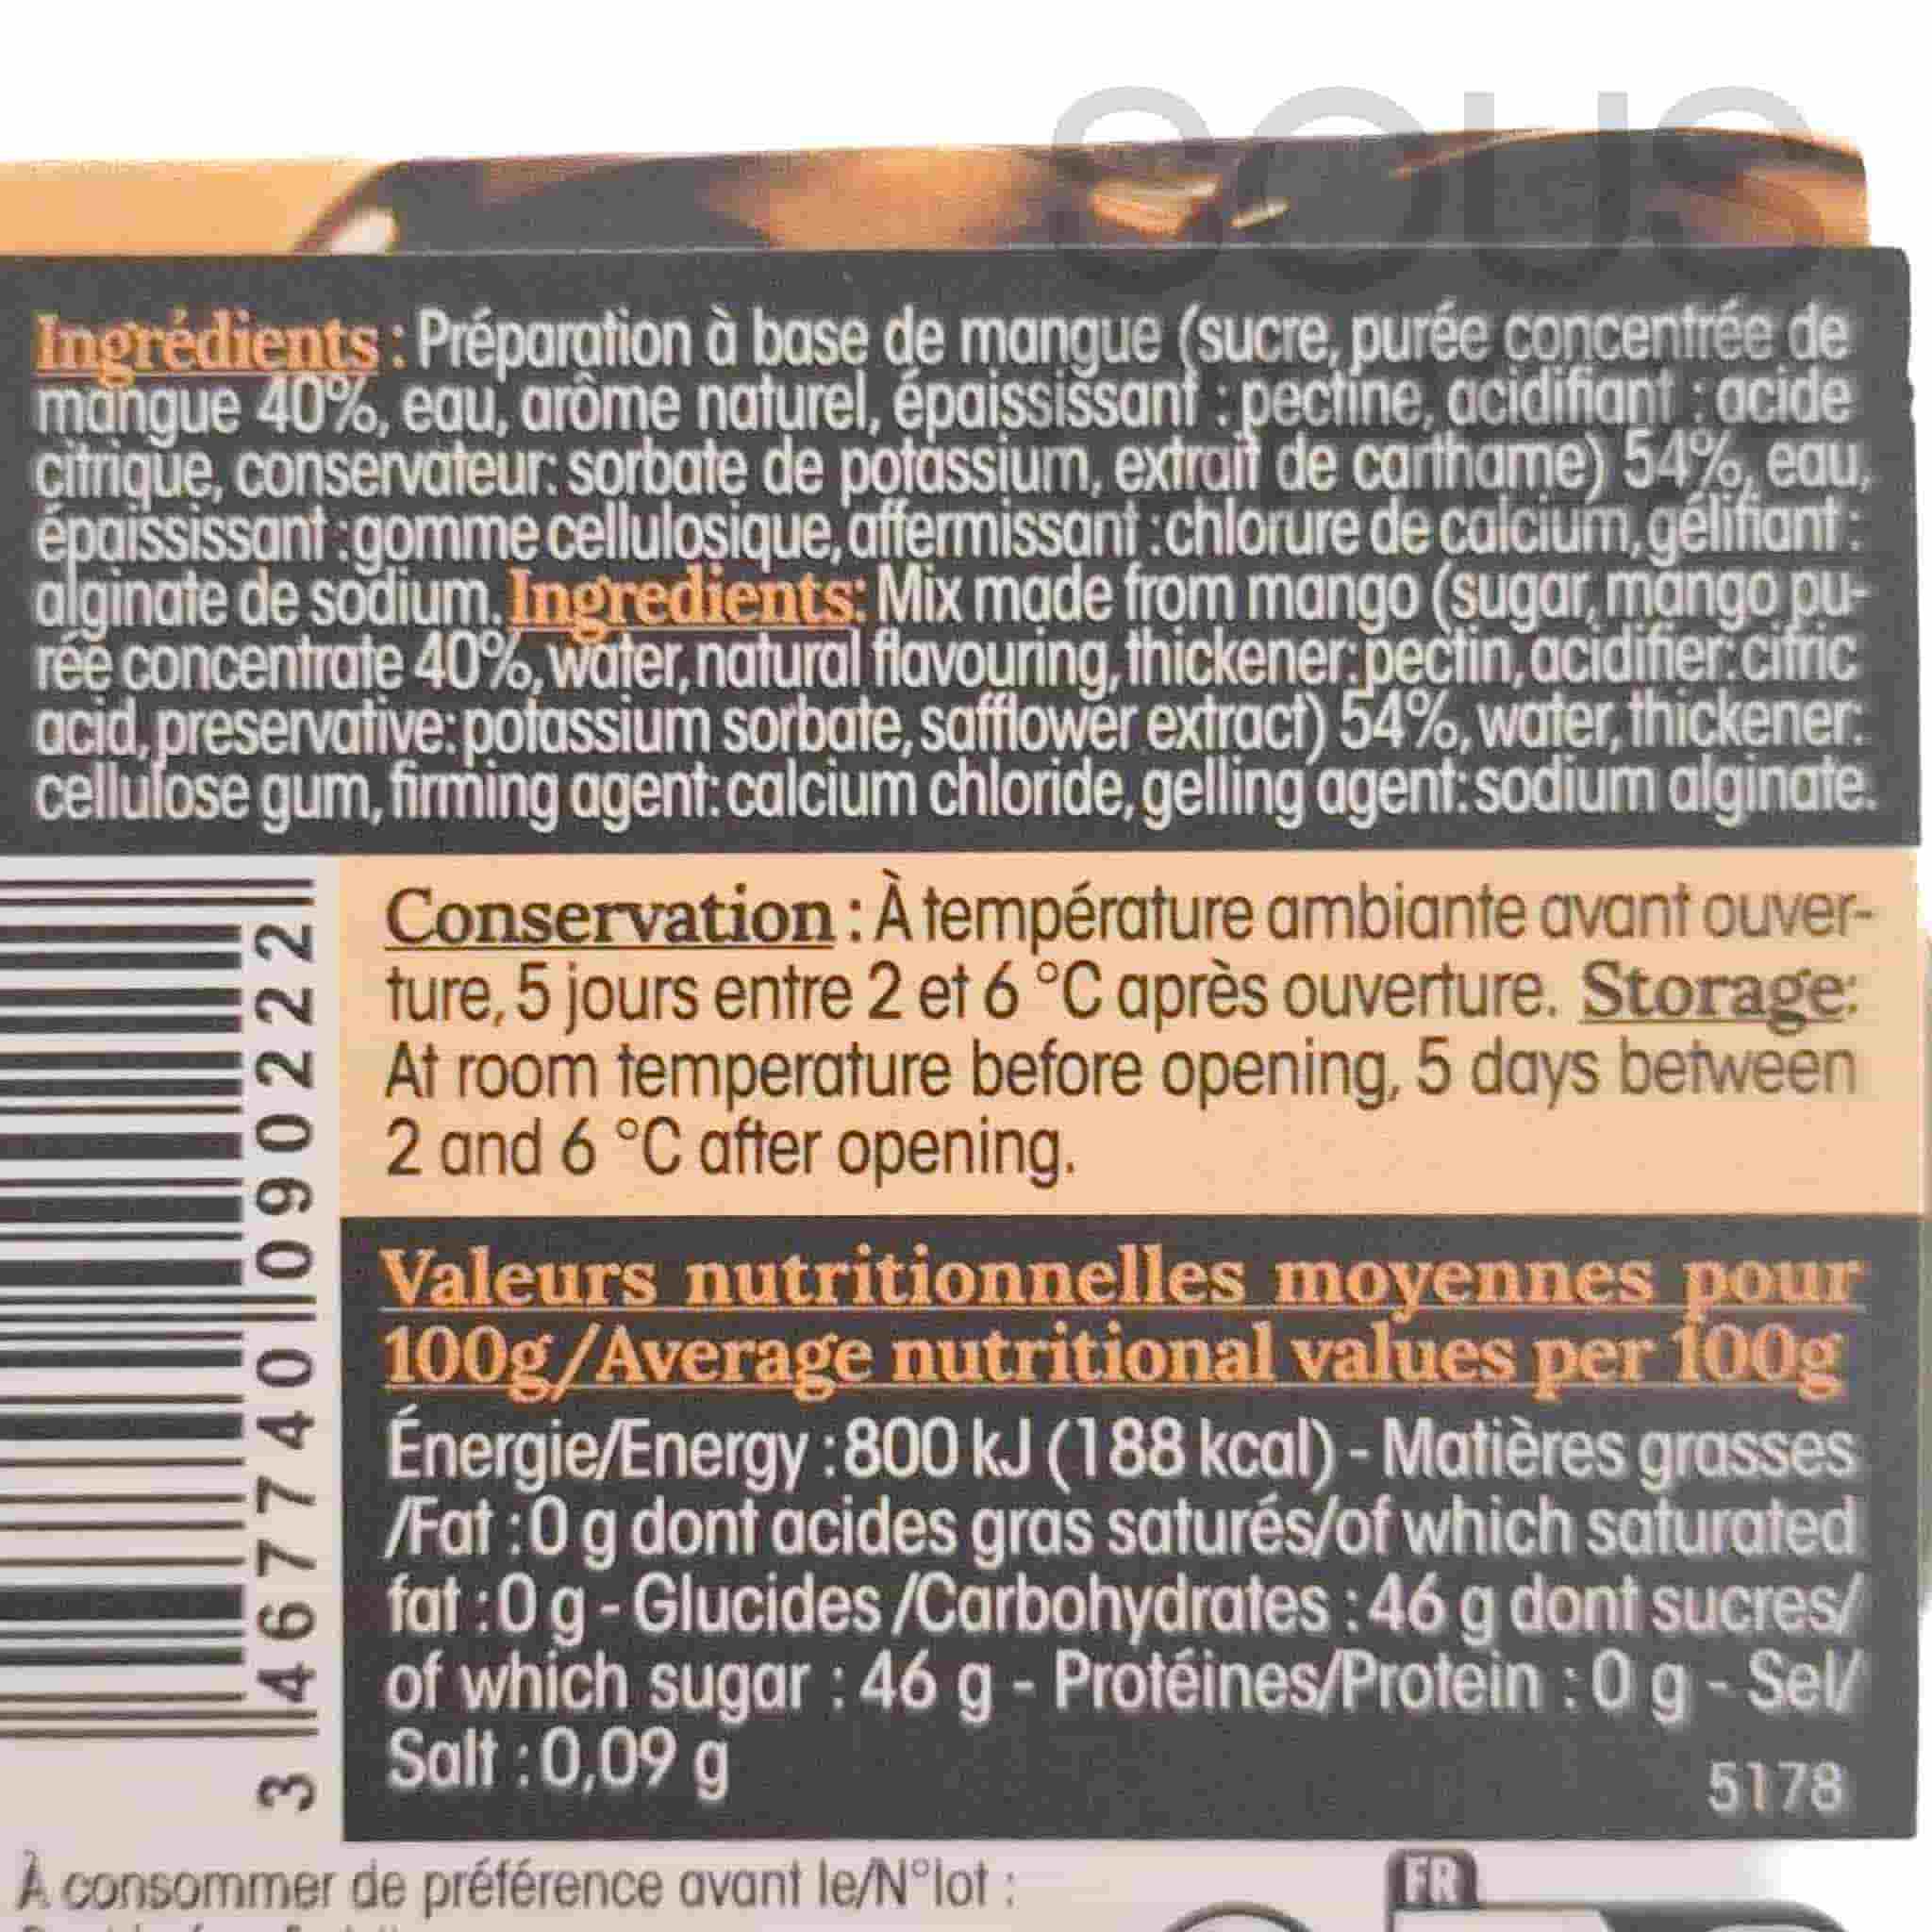 sous
Ingrédients : Préparation à base de mangue (sucre, purée concentrée de
mangue 40%, eau, arôme naturel, épaississant : pectine, acidifiant : acide
citrique, conservateur: sorbate de potassium, extrait de carthame) 54%, eau,
épaississant : gomme cellulosique, affermissant : chlorure de calcium, gélifiant :
alginate de sodium. Ingredients: Mix made from mango (sugar, mango pu-
rée concentrate 40%, water, natural flavouring, thickener: pectin, acidifier: citric
acid, preservative: potassium sorbate, safflower extract) 54%, water, thickener:
cellulose gum, firming agent: calcium chloride, gelling agent: sodium alginate.
Conservation : À température ambiante avant ouver-
ture, 5 jours entre 2 et 6 °C après ouverture. Storage:
At room temperature before opening, 5 days between
2 and 6 °C after opening.
Valeurs nutritionnelles moyennes pour
100g/Average nutritional values per 100g
Énergie/Energy : 800 kJ (188 kcal) - Matières grasses
/Fat : 0 g dont acides gras saturés/of which saturated
fat : 0 g - Glucides /Carbohydrates : 46 g dont sucres/
of which sugar : 46 g - Protéines/Protein : 0 g - Sel/
Salt : 0,09 g
5178
3 467740 090222
À consommer de préférence avant le/N°lot :
FR